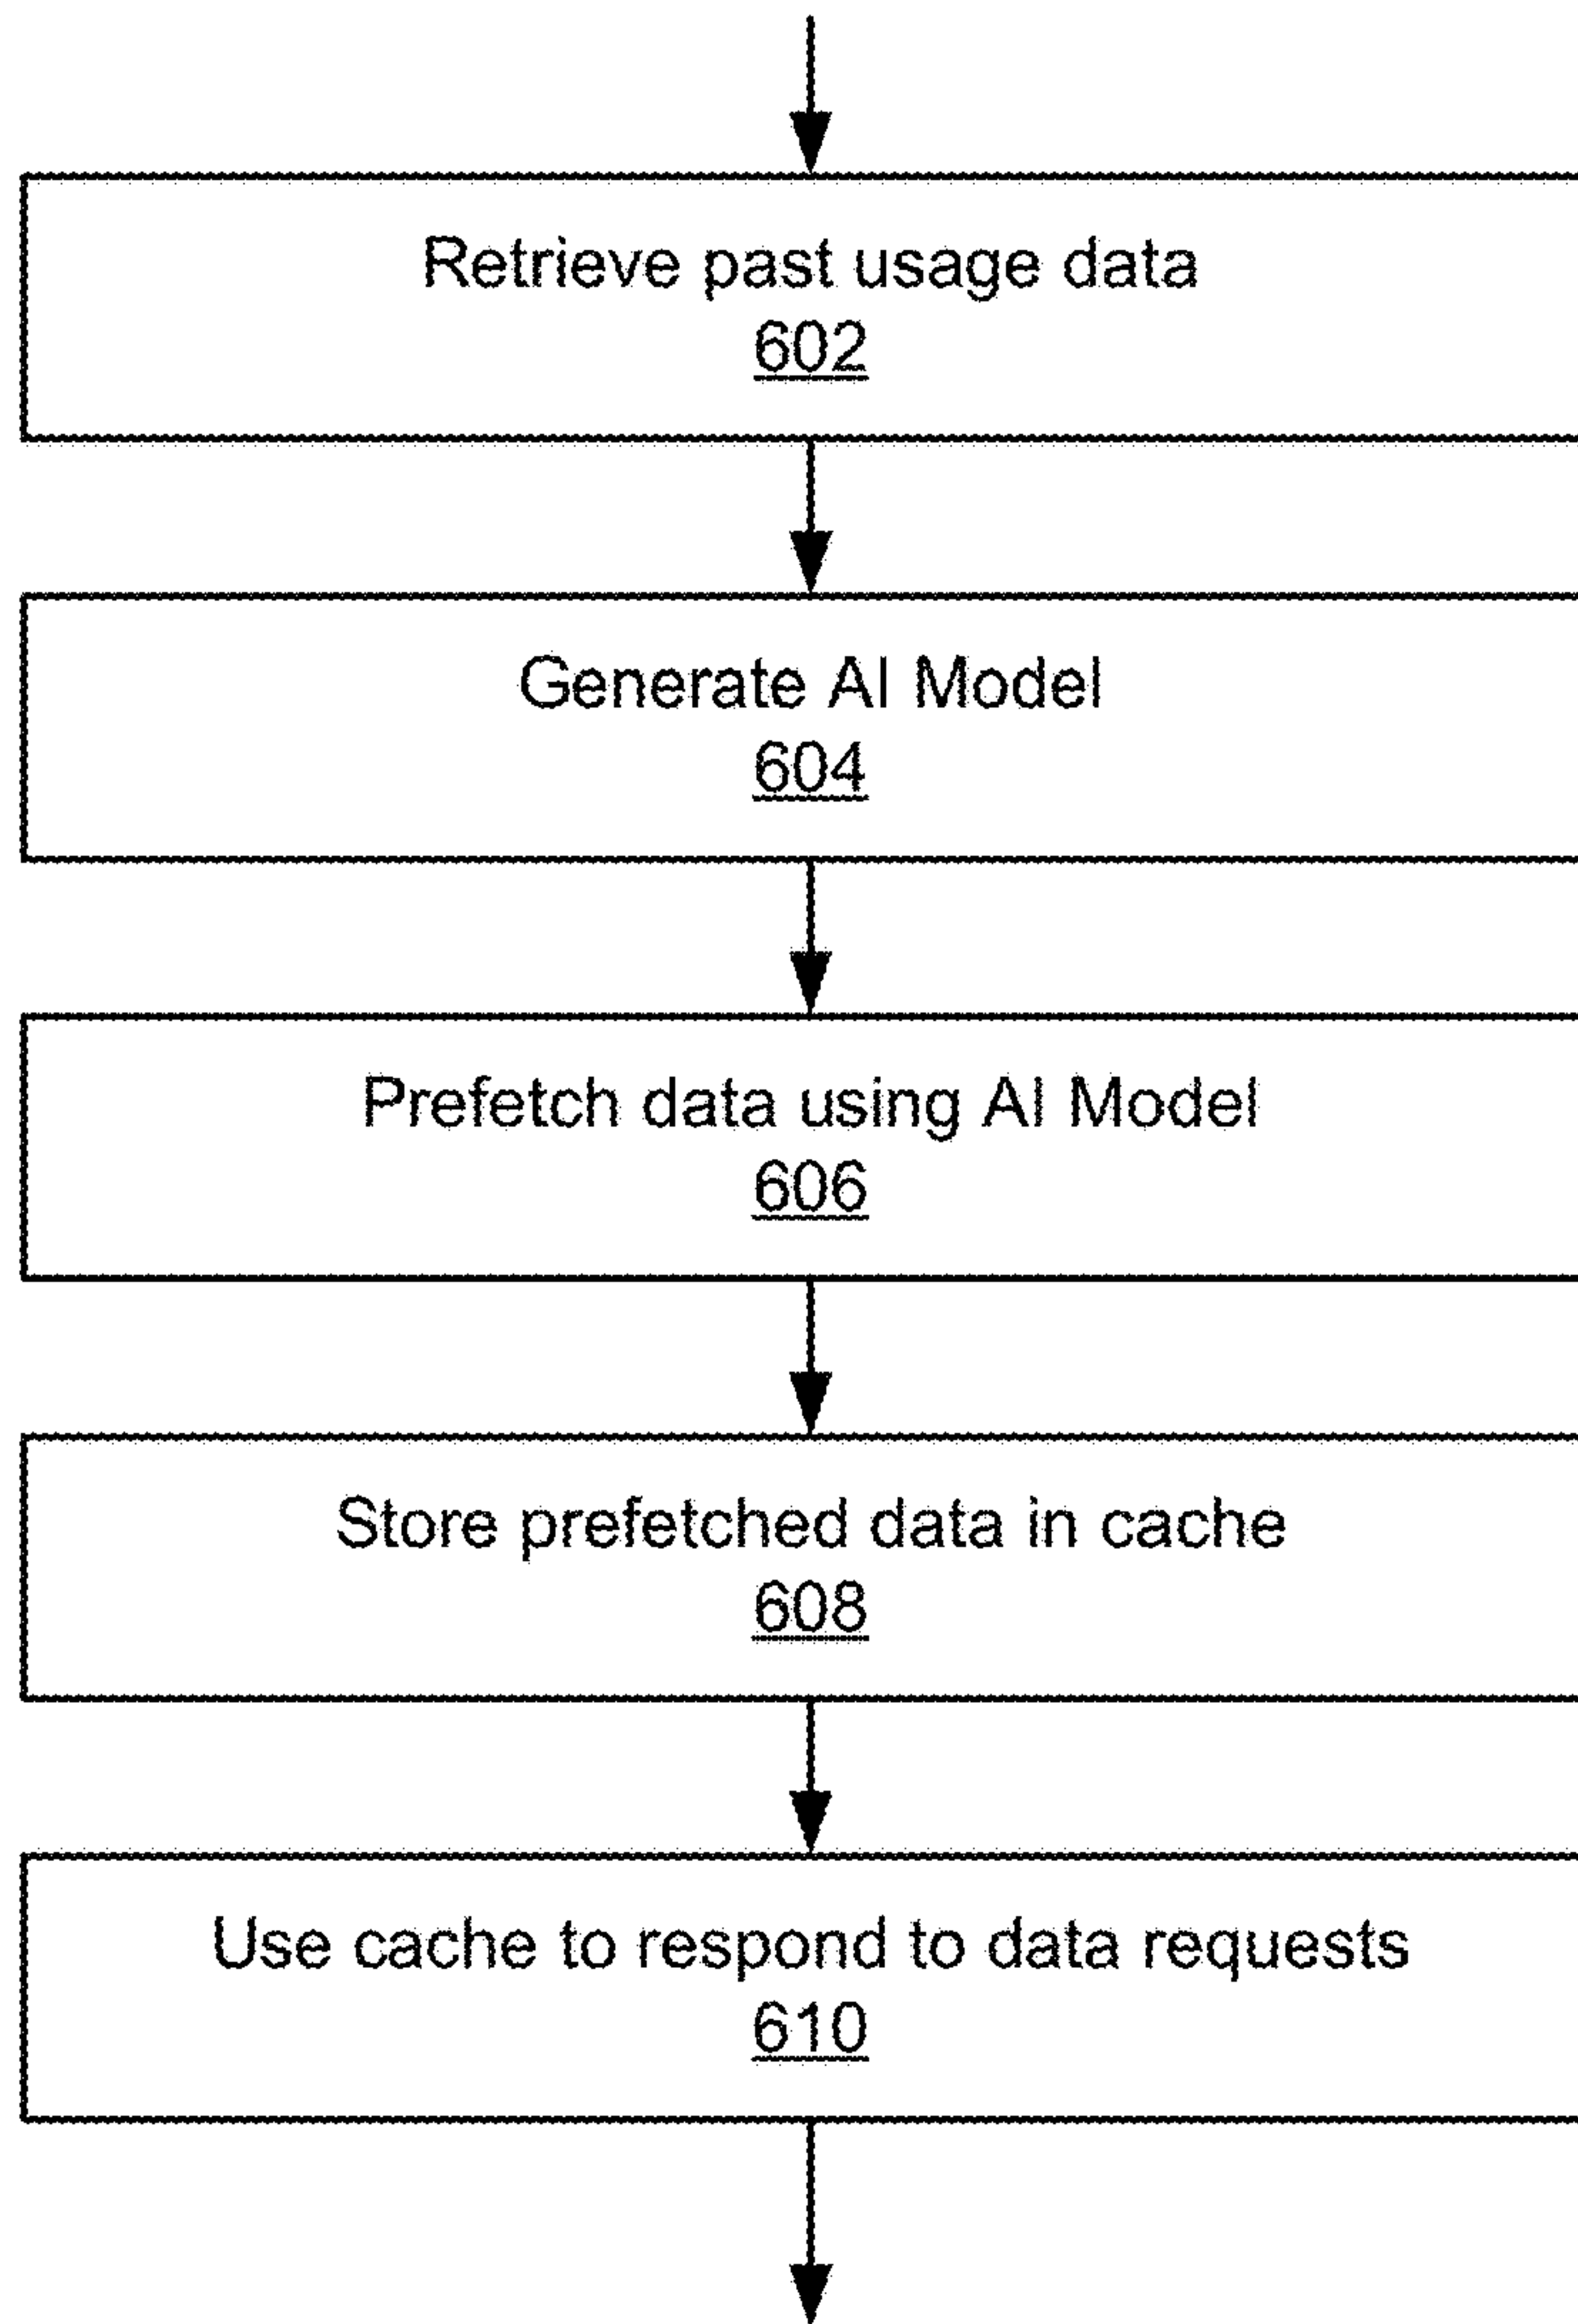 Retrieve past usage data
602
Generate AI Model
604
Prefetch data using AI Model
606
Store prefetched data in cache
608
Use cache to respond to data requests
610